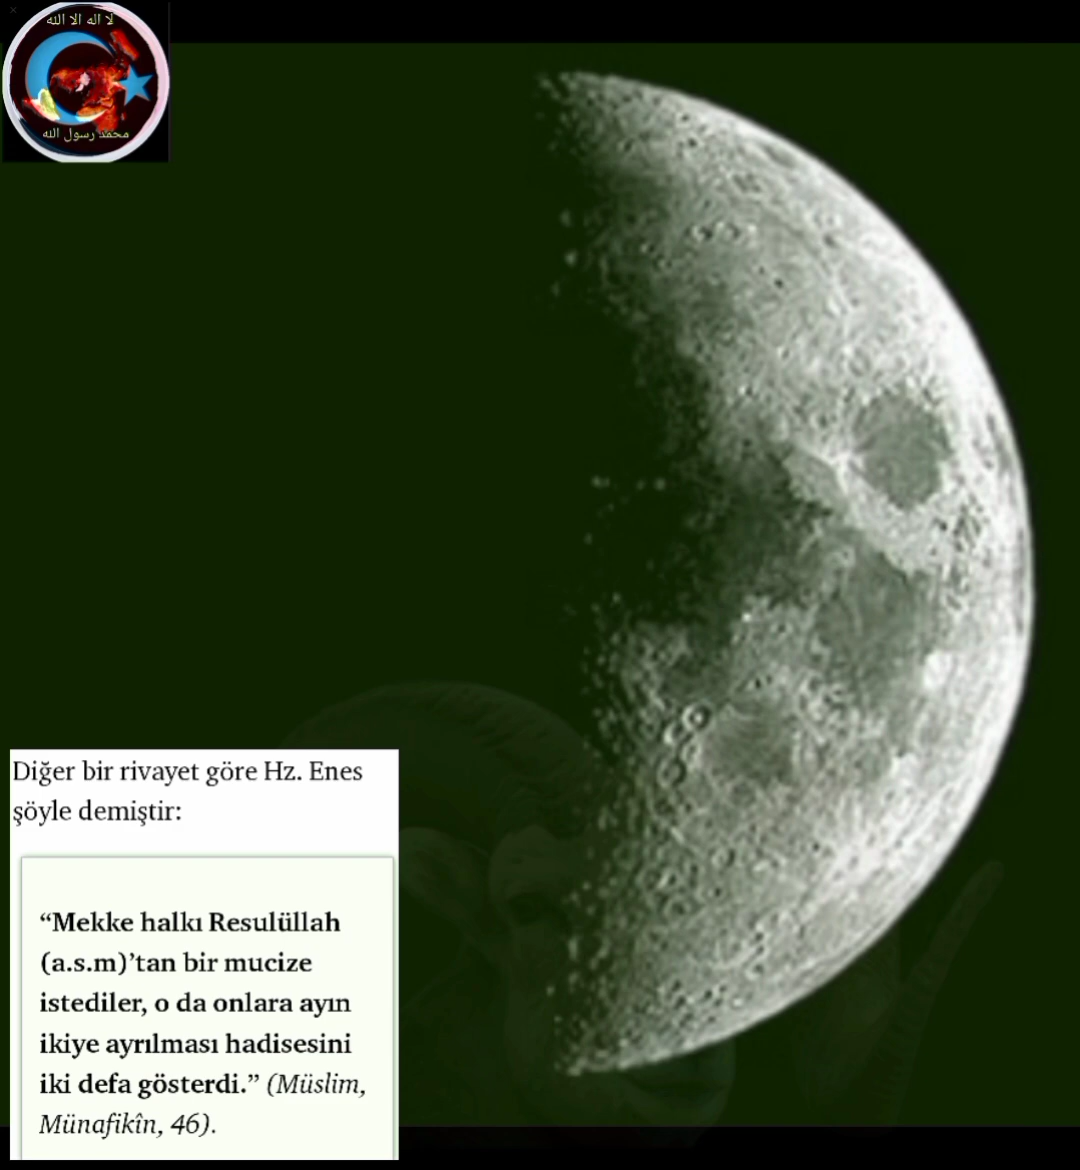 لا اله الا الله
محمد رسول الله
Diğer bir rivayet göre Hz. Enes
şöyle demiştir:
“Mekke halkı Resulüllah
(a.s.m)’tan bir mucize
istediler, o da onlara ayın
ikiye ayrılması hadisesini
iki defa gösterdi.” (Müslim,
Münafikîn, 46).